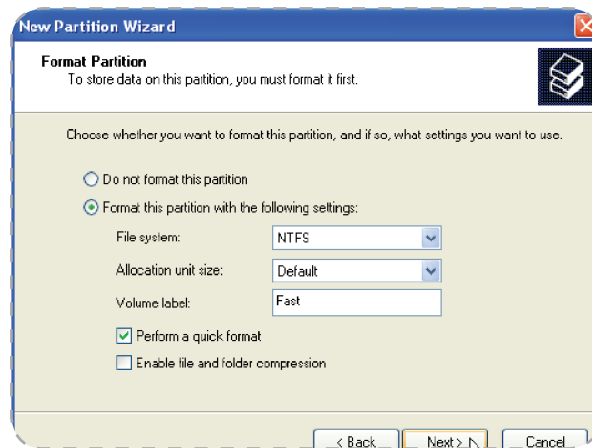 New Partition Wizard
Format Partition
To store data on this partition, you must format it first.
Choose whether you want to format this partition, and if so, what settings you want to use.
Do not format this partition
Format this partition with the following settings:
File system: NTFS
Allocation unit size: Default
Volume label: Fast
Perform a quick format
Enable file and folder compression
< Back Next > Cancel